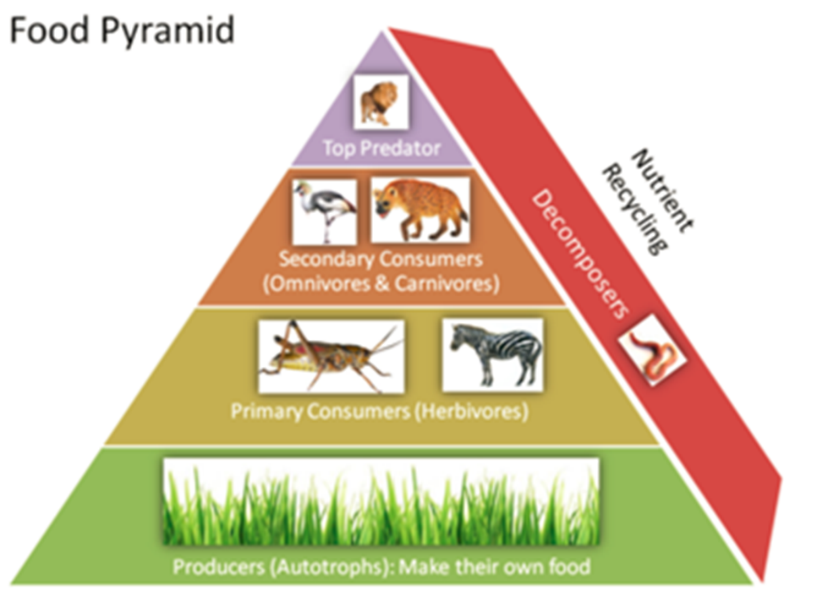 Food Pyramid
Top Predator
Secondary Consumers
(Omnivores & Carnivores)
Primary Consumers (Herbivores)
Producers (Autotrophs): Make their own food
Decomposers
Nutrient
Recycling